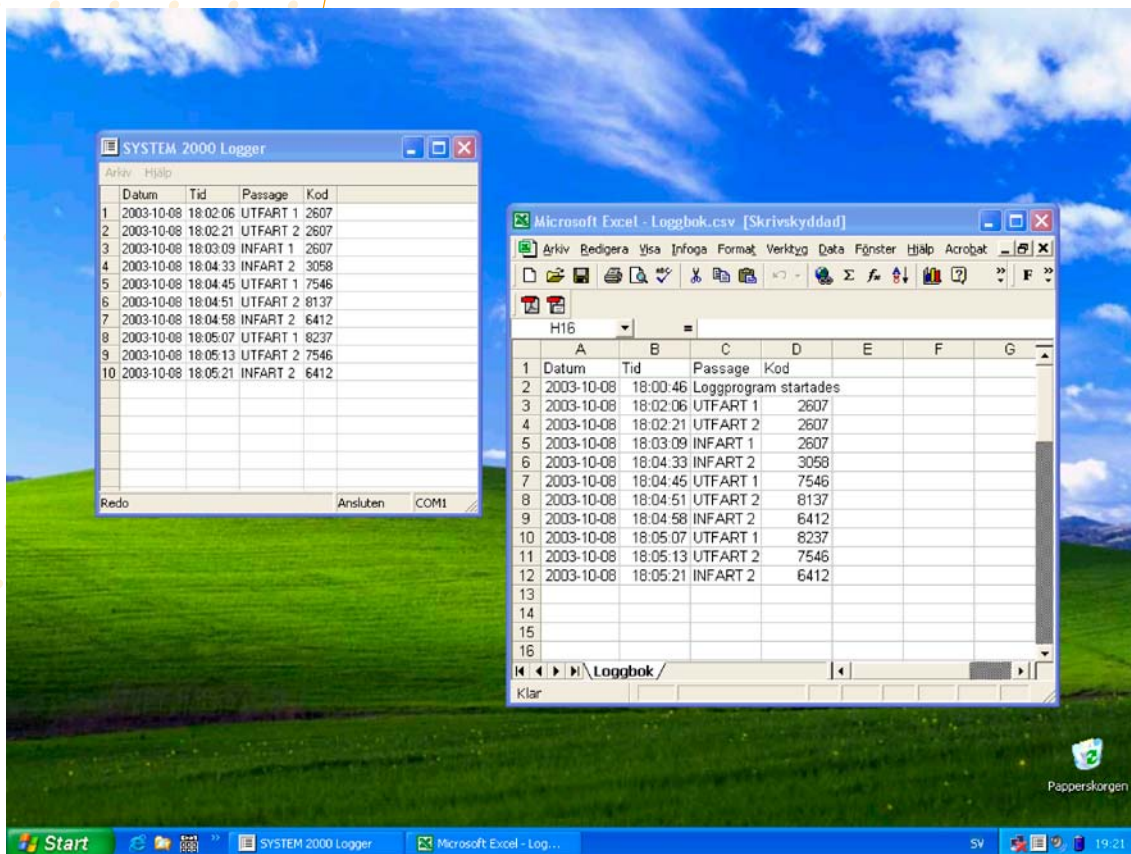 SYSTEM 2000 Logger
Arkiv Hjälp
Datum Tid Passage Kod
1 2003-10-08 18:02:06 UTFART 1 2607
2 2003-10-08 18:02:21 UTFART 2 2607
3 2003-10-08 18:03:09 INFART 1 2607
4 2003-10-08 18:04:33 INFART 2 3058
5 2003-10-08 18:04:45 UTFART 1 7546
6 2003-10-08 18:04:51 UTFART 2 8137
7 2003-10-08 18:04:58 INFART 2 6412
8 2003-10-08 18:05:07 UTFART 1 8237
9 2003-10-08 18:05:13 UTFART 2 7546
10 2003-10-08 18:05:21 INFART 2 6412
Redo Ansluten COM1
Microsoft Excel - Loggbok.csv [Skrivskyddad]
Arkiv Redigera Visa Infoga Format Verktyg Data Fönster Hjälp Acrobat
H16 =
A B C D E F G
1 Datum Tid Passage Kod
2 2003-10-08 18:00:46 Loggprogram startades
3 2003-10-08 18:02:06 UTFART 1 2607
4 2003-10-08 18:02:21 UTFART 2 2607
5 2003-10-08 18:03:09 INFART 1 2607
6 2003-10-08 18:04:33 INFART 2 3058
7 2003-10-08 18:04:45 UTFART 1 7546
8 2003-10-08 18:04:51 UTFART 2 8137
9 2003-10-08 18:04:58 INFART 2 6412
10 2003-10-08 18:05:07 UTFART 1 8237
11 2003-10-08 18:05:13 UTFART 2 7546
12 2003-10-08 18:05:21 INFART 2 6412
13
14
15
16
Loggbok
Klar
Papperskorgen
Start SYSTEM 2000 Logger Microsoft Excel - Log... SV 19:21